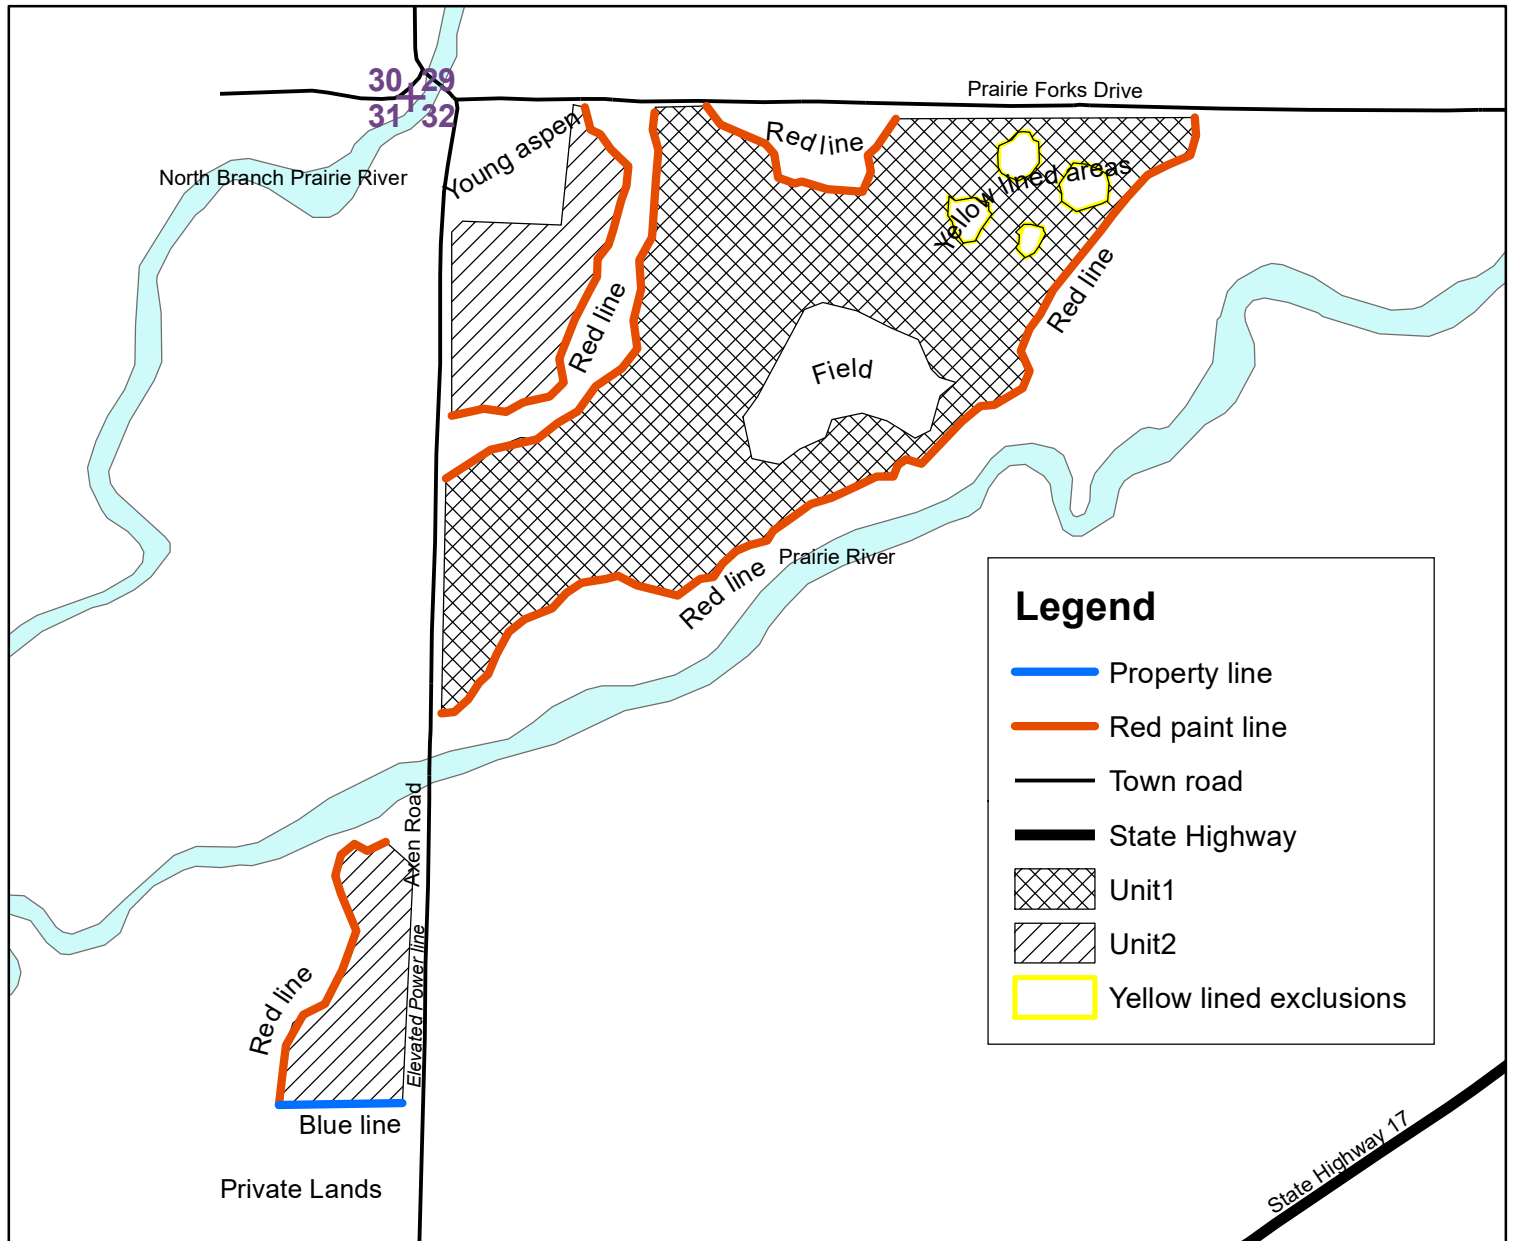 Prairie Forks Drive
30 29
31 32
Young aspen
Red line
Yellow lined areas
North Branch Prairie River
Red line
Red line
Field
Prairie River
Red line
Legend
Property line
Red paint line
Town road
State Highway
Unit1
Unit2
Yellow lined exclusions
Axen Road
Elevated Power line
Red line
Blue line
Private Lands
State Highway 17